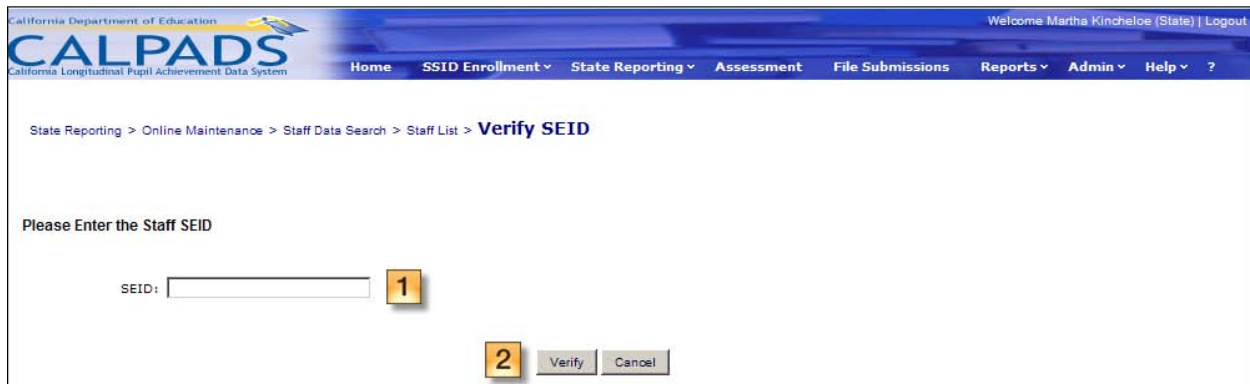 California Department of Education
Welcome Martha Kincheloe (State) | Logout
CALPADS
California Longitudinal Pupil Achievement Data System
Home SSID Enrollment State Reporting Assessment File Submissions Reports Admin Help ?
State Reporting > Online Maintenance > Staff Data Search > Staff List > Verify SEID
Please Enter the Staff SEID
SEID: 1
2 Verify Cancel